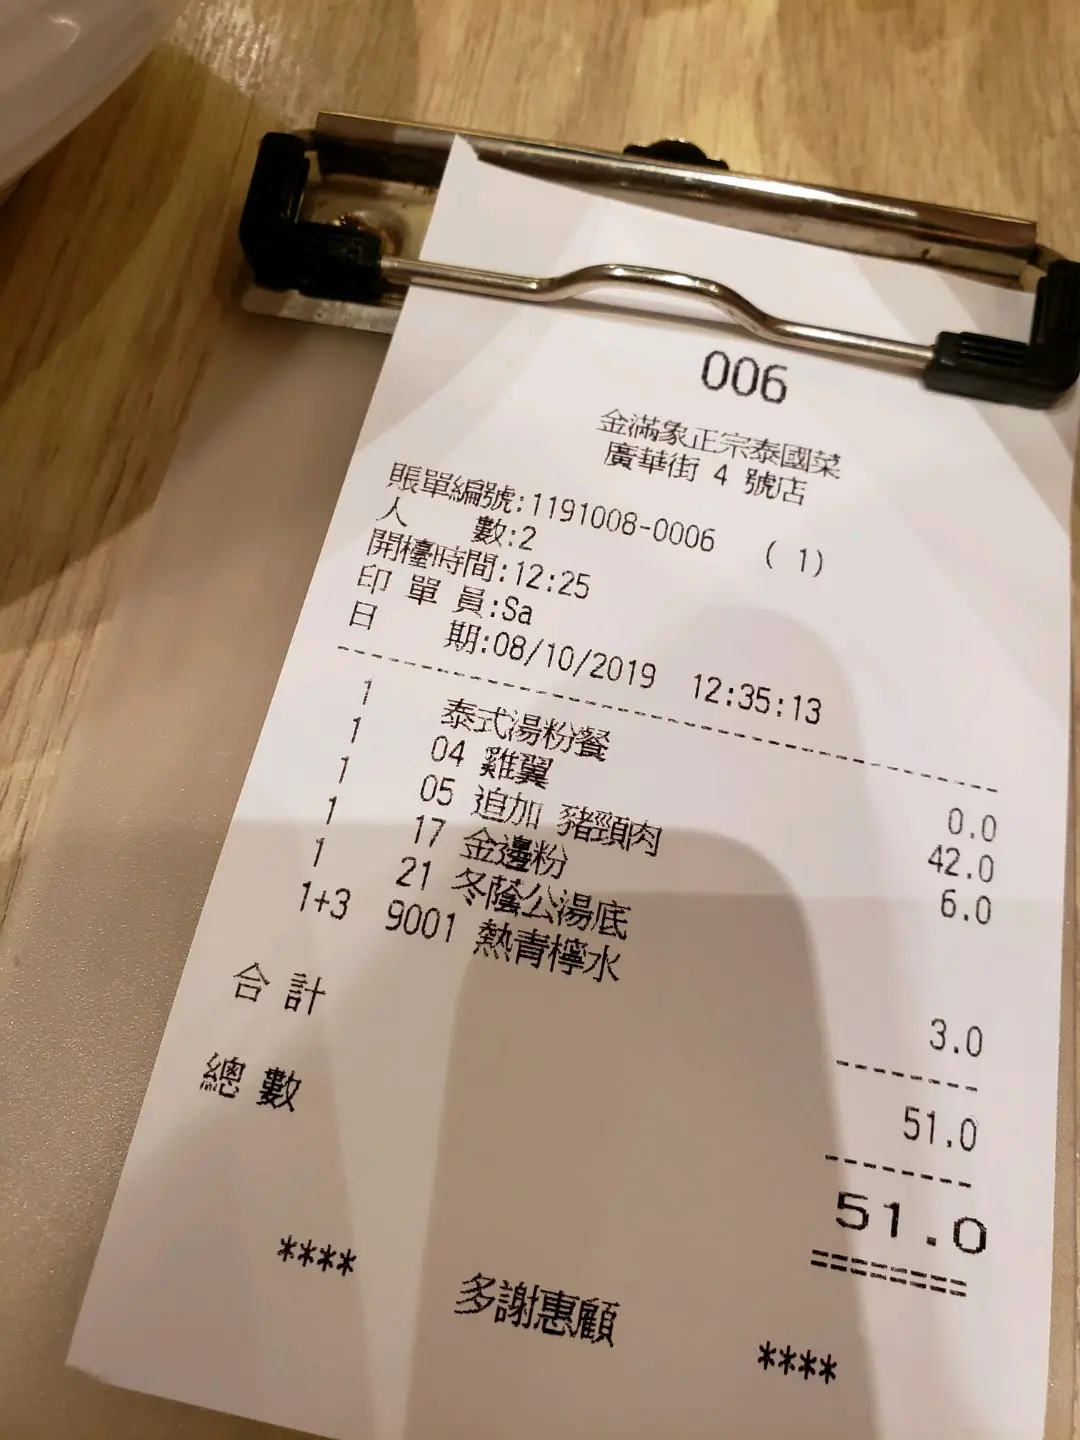 006
金滿象正宗泰國菜
廣華街 4 號店
賬單編號:1191008-0006 ( 1)
人 數:2
開檯時間:12:25
印 單 員:Sa
日 期:08/10/2019 12:35:13
1 泰式湯粉餐 0.0
1 04 雞翼 42.0
1 05 追加 豬頸肉 6.0
1 17 金邊粉
1 21 冬蔭公湯底
1+3 9001 熱青檸水 3.0
合 計 51.0
總 數 51.0
**** 多謝惠顧 ****